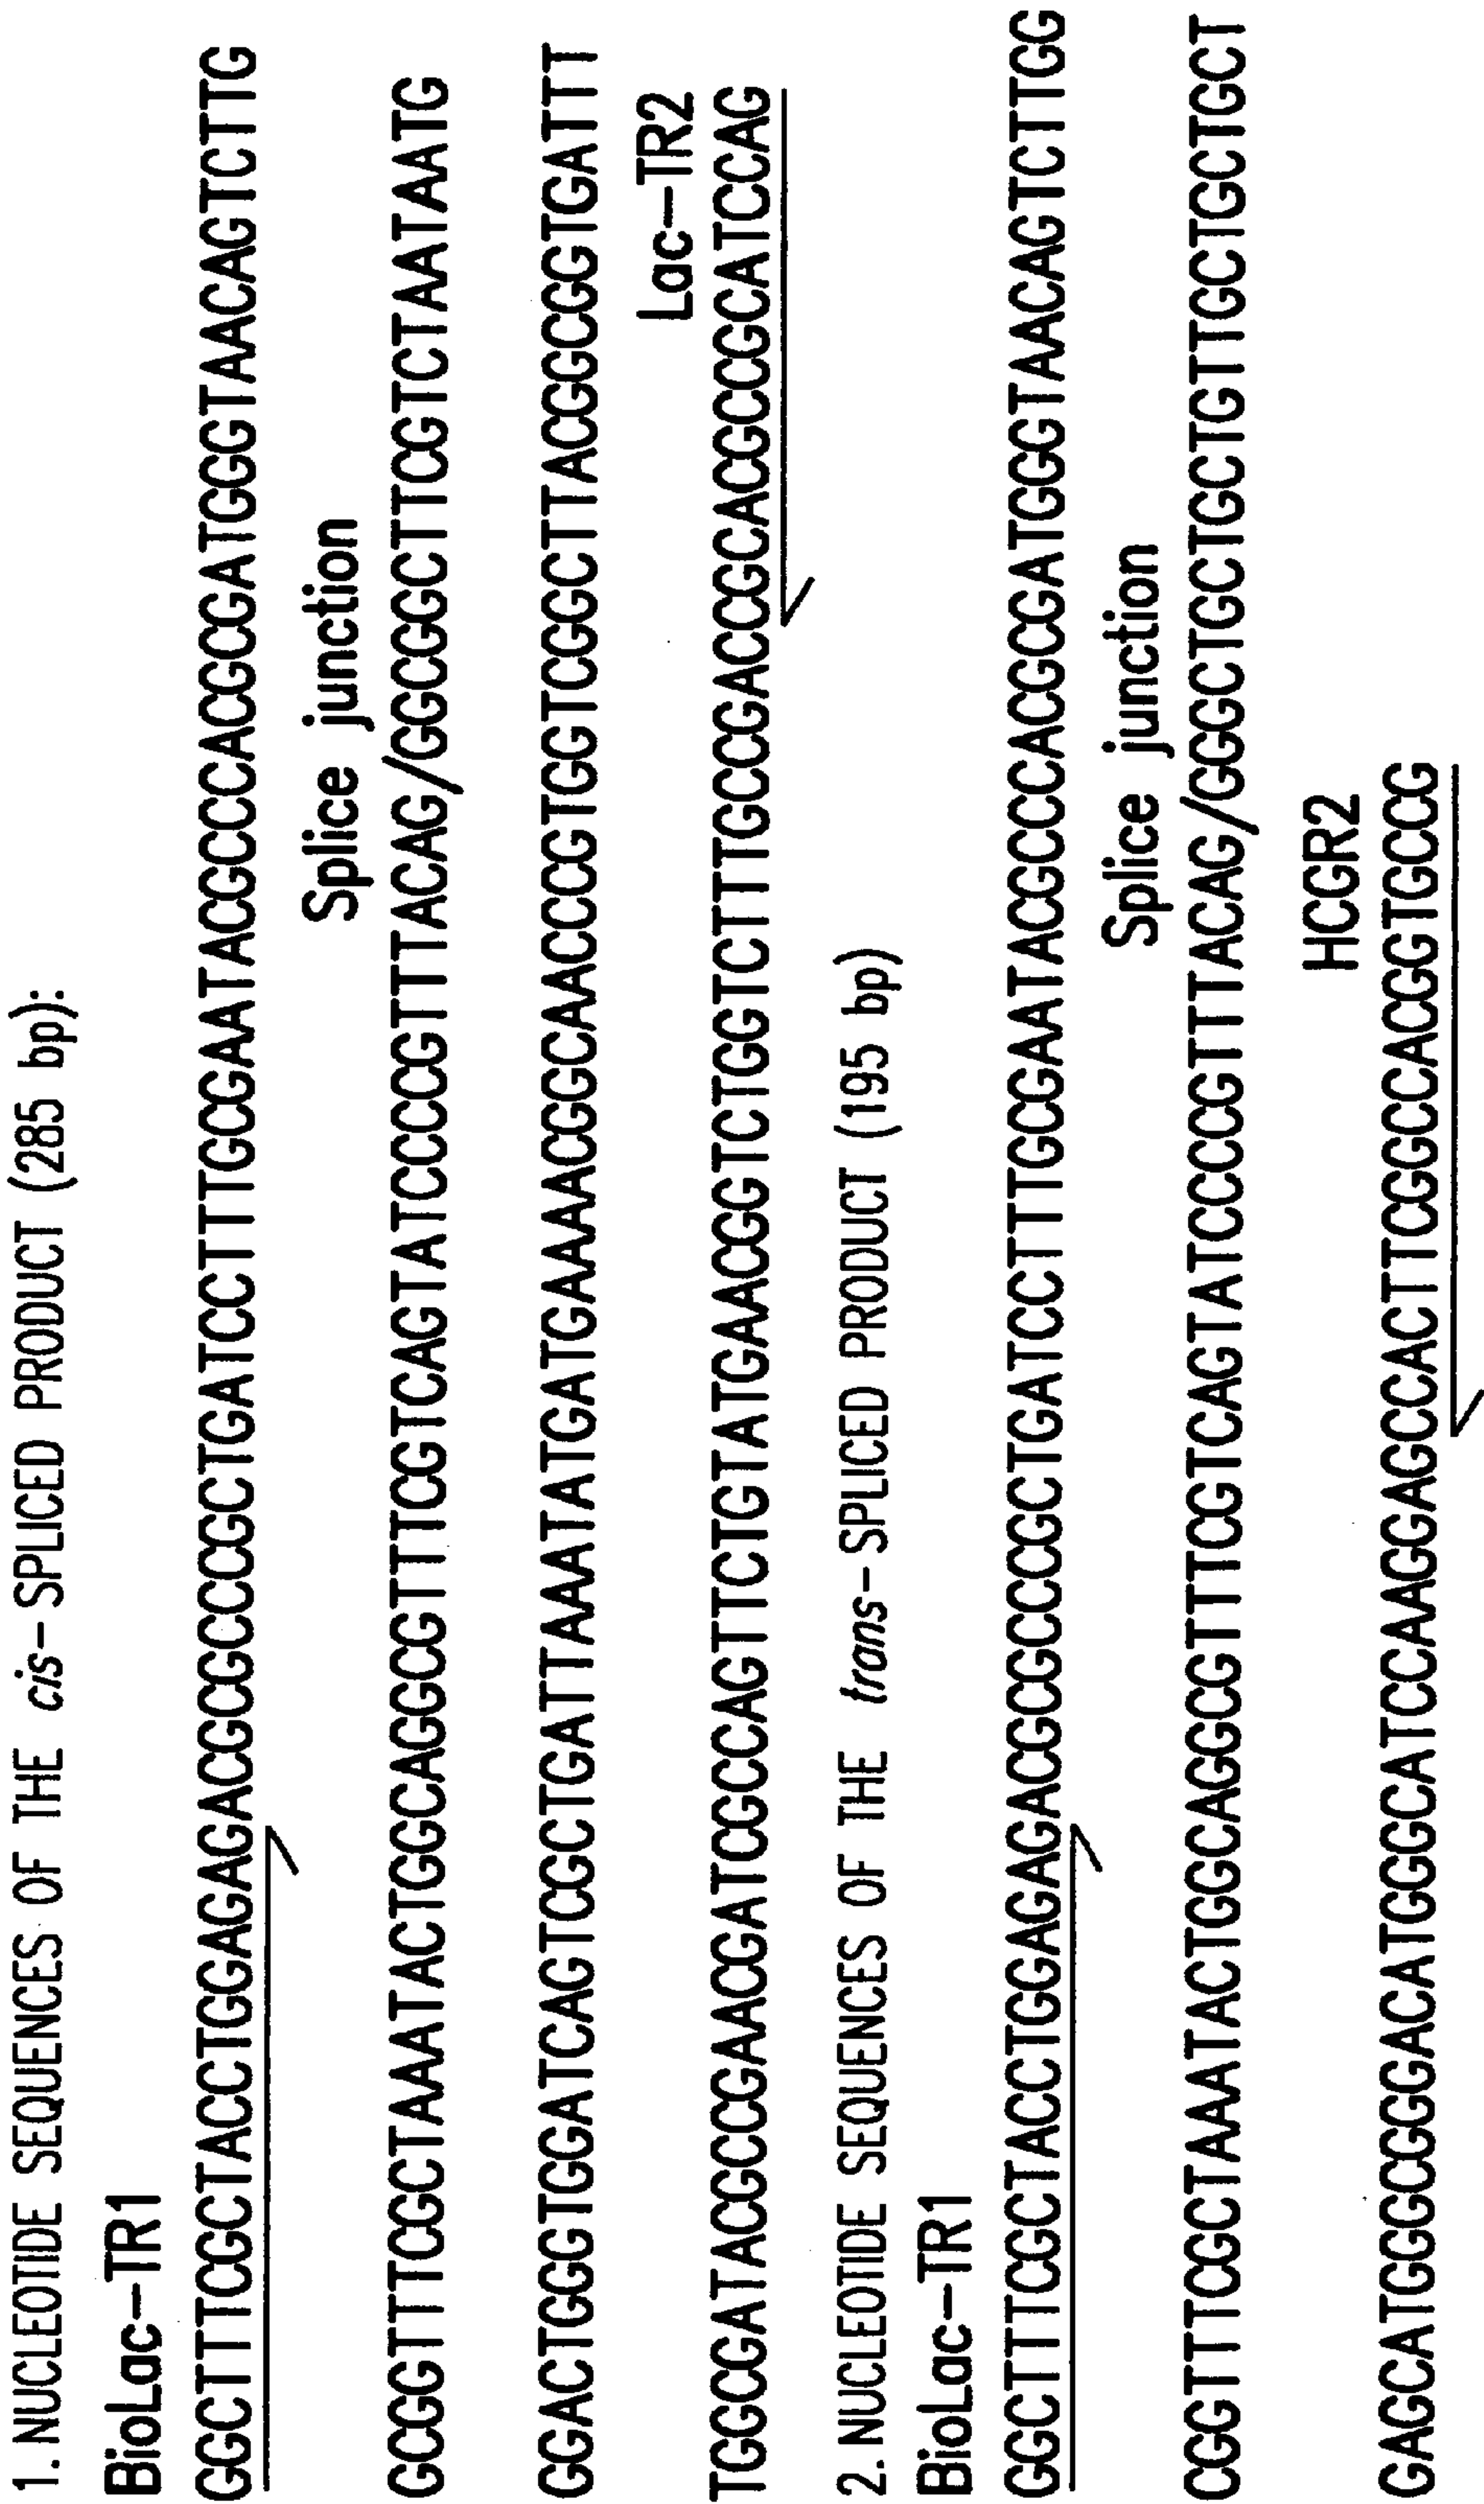 1. NUCLEOTIDE SEQUENCES OF THE cis-SPLICED PRODUCT (285 bp):
BioLac-TR1
GGCTTTCGCTACCTGGAGAGACGCGCCCGCTGATCCTTTGCGAATACGCCCACGCGATGGGTAACAGTCTTG
Splice junction
GCGGTTTCGCTAAATACTGGCAGGCGTTTCGTCAGTATCCCCGTTTACAG/GGCGGCTTCGTCTAATAATG
GGACTGGGTGGATCAGTCGCTGATTAAATATGATGAAAACGGCAACCCGTGGTCGGCTTACGGCGGTGATTT
Lac-TR2
TGGCGATACGCCGAACGATCGCCAGTTCTGTATGAACGGTCTGGTCTTTGCCGACCGCACGCCGCATCCAG
2. NUCLEOTIDE SEQUENCES OF THE trans-SPLICED PRODUCT (195 bp)
BioLac-TR1
GGCTTTCGCTACCTGGAGAGACGCGCCCGCTGATCCTTTGCGAATACGCCCACGCGATGGGTAACAGTCTTGG
Splice junction
CGGTTTCGCTAAATACTGGCAGGCGTTTCGTCAGTATCCCCGTTTACAG/GGGCTGCTGCTGTTGCTGCTGCT
HCGR2
GAGCATGGGCGGGACATGGGCATCCAAGGAGCCACTTCGGCCACGGTGCCG